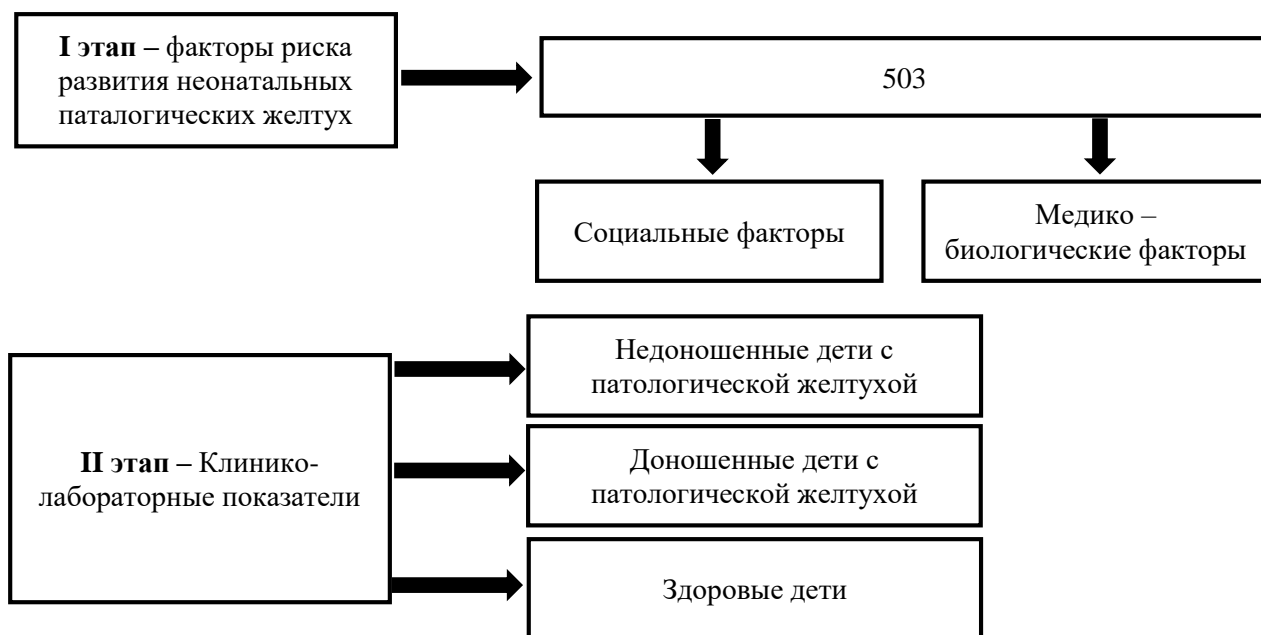 I этап – факторы риска
развития неонатальных
паталогических желтух
503
Социальные факторы
Медико –
биологические факторы
II этап – Клинико-
лабораторные показатели
Недоношенные дети с
патологической желтухой
Доношенные дети с
патологической желтухой
Здоровые дети